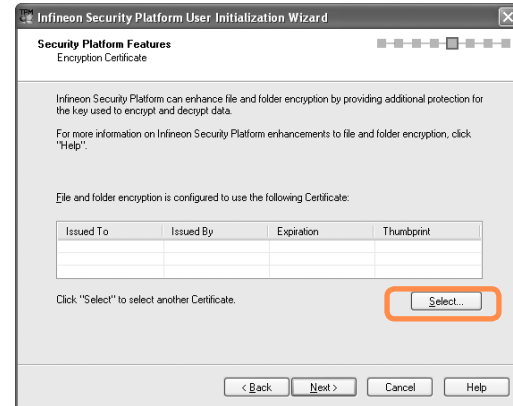 TPM Infineon Security Platform User Initialization Wizard
Security Platform Features
Encryption Certificate
Infineon Security Platform can enhance file and folder encryption by providing additional protection for
the key used to encrypt and decrypt data.
For more information on Infineon Security Platform enhancements to file and folder encryption, click
"Help".
File and folder encryption is configured to use the following Certificate:
Issued To Issued By Expiration Thumbprint
Click "Select" to select another Certificate.
Select...
< Back Next > Cancel Help